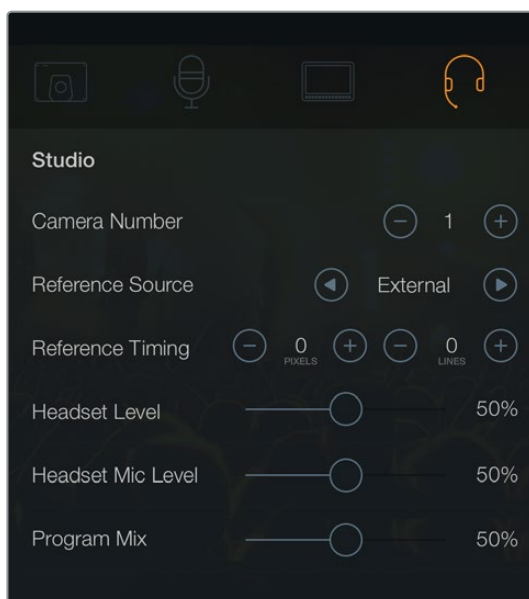 Studio
Camera Number 1
Reference Source External
Reference Timing 0 PIXELS 0 LINES
Headset Level 50%
Headset Mic Level 50%
Program Mix 50%